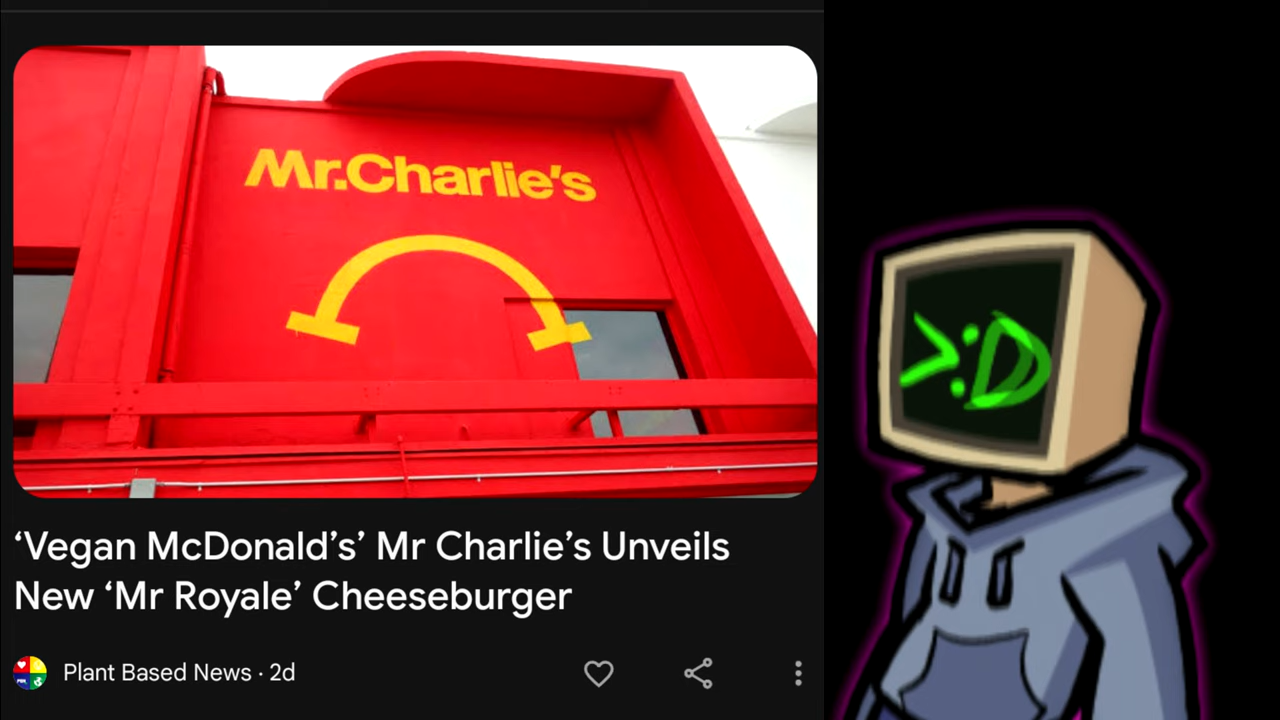 Mr.Charlie's
‘Vegan McDonald’s’ Mr Charlie’s Unveils
New ‘Mr Royale’ Cheeseburger
Plant Based News · 2d
>:D